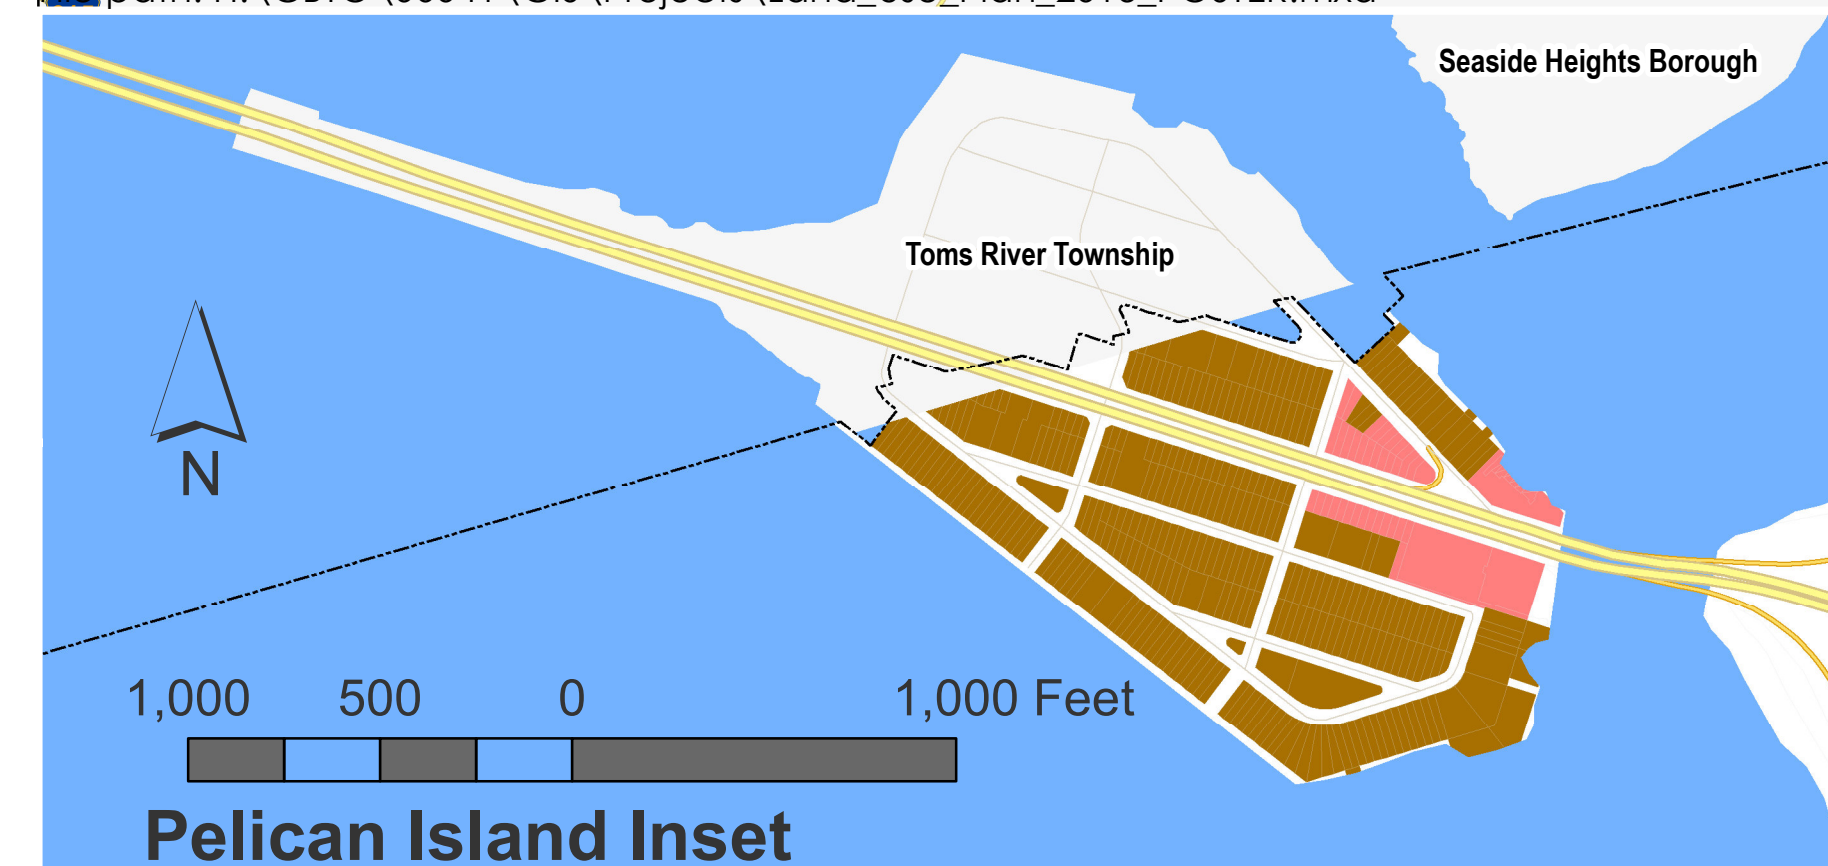 Seaside Heights Borough
Toms River Township
N
1,000 500 0 1,000 Feet
Pelican Island Inset